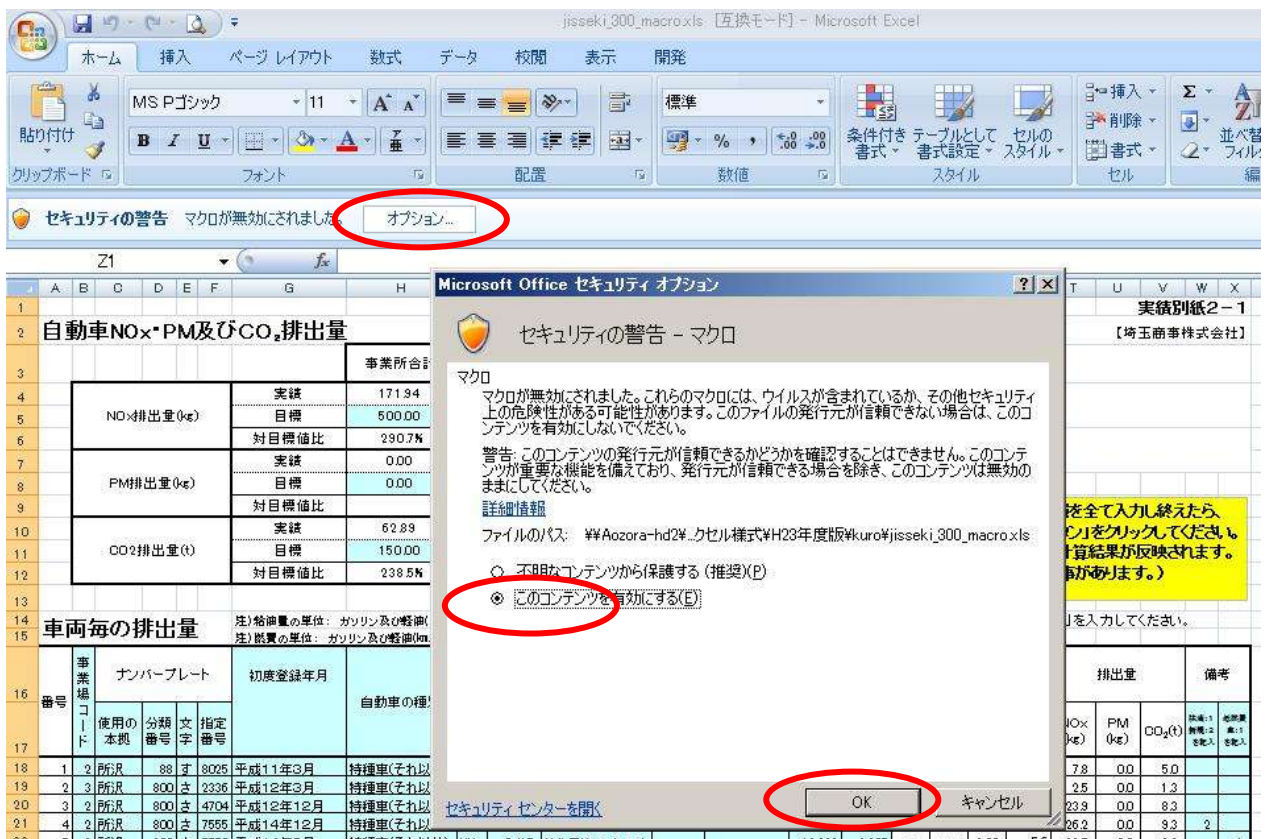 jisseki_300_macro.xls [互換モード] - Microsoft Excel
ホーム 挿入 ページ レイアウト 数式 データ 校閲 表示 開発
MS Pゴシック 11 標準
貼り付け B I U % 条件付き書式 テーブルとして書式設定 セルのスタイル 挿入 削除 書式 Σ
クリップボード フォント 配置 数値 スタイル セル
セキュリティの警告 マクロが無効にされました。 オプション...
Z1 fx
A B C D E F G H T U V W X
1 実績別紙2-1
2 自動車NOx・PM及びCO₂排出量 【埼玉商事株式会社】
3 事業所合計
4 実績 171.94
5 NOx排出量(kg) 目標 500.00
6 対目標値比 290.7%
7 実績 0.00
8 PM排出量(kg) 目標 0.00
9 対目標値比
10 実績 62.89
11 CO2排出量(t) 目標 150.00
12 対目標値比 238.5%
13
を全て入力し終えたら、
ン」をクリックしてください。
計算結果が反映されます。
事があります。)
14 注)給油量の単位: ガソリン及び軽油(
15 車両毎の排出量 注)燃費の単位: ガソリン及び軽油(km
を入力してください。
16 番号 事業場コード ナンバープレート 初度登録年月 自動車の種 排出量 備考
17 使用の本拠 分類番号 文字 指定番号 NOx(kg) PM(kg) CO₂(t)
18 1 2 所沢 88 す 8025 平成11年3月 特種車(それ以 7.8 0.0 5.0
19 2 3 所沢 800 さ 2336 平成12年3月 特種車(それ以 2.5 0.0 1.3
20 3 2 所沢 800 さ 4704 平成12年12月 特種車(それ以 23.9 0.0 8.3
21 4 2 所沢 800 さ 7555 平成14年12月 特種車(それ以 26.2 0.0 9.3 2
Microsoft Office セキュリティ オプション
セキュリティの警告 - マクロ
マクロ
マクロが無効にされました。これらのマクロには、ウイルスが含まれているか、その他セキュリティ
上の危険性がある可能性があります。このファイルの発行元が信頼できない場合は、このコ
ンテンツを有効にしないでください。
警告: このコンテンツの発行元が信頼できるかどうかを確認することはできません。このコンテ
ンツが重要な機能を備えており、発行元が信頼できる場合を除き、このコンテンツは無効の
ままにしてください。
詳細情報
ファイルのパス: ¥¥Aozora-hd2¥...クセル様式¥H23年度版¥kuro¥jisseki_300_macro.xls
不明なコンテンツから保護する (推奨)(P)
このコンテンツを有効にする(E)
セキュリティ センターを開く OK キャンセル